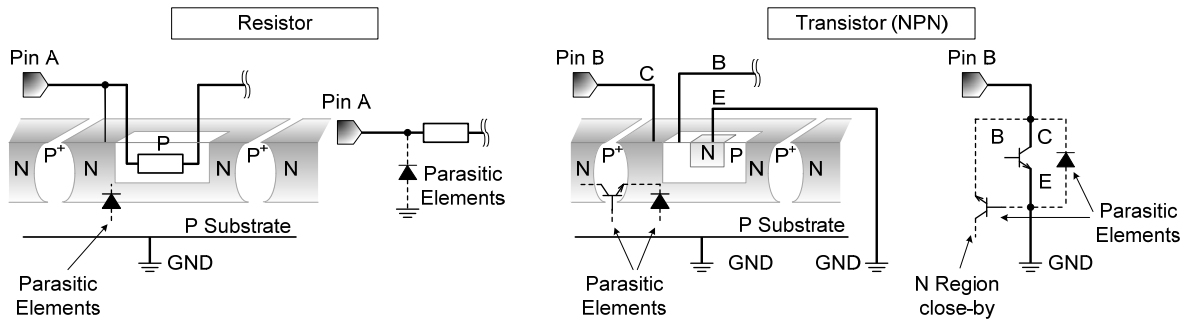 Resistor
Pin A
N
P+
N
P
P+
N
N
P Substrate
GND
Parasitic
Elements
Pin A
Parasitic
Elements
Transistor (NPN)
Pin B
C
B
E
N
P+
N
N
P
P+
N
N
P Substrate
GND
GND
Parasitic
Elements
Pin B
B
C
E
Parasitic
Elements
GND
N Region
close-by